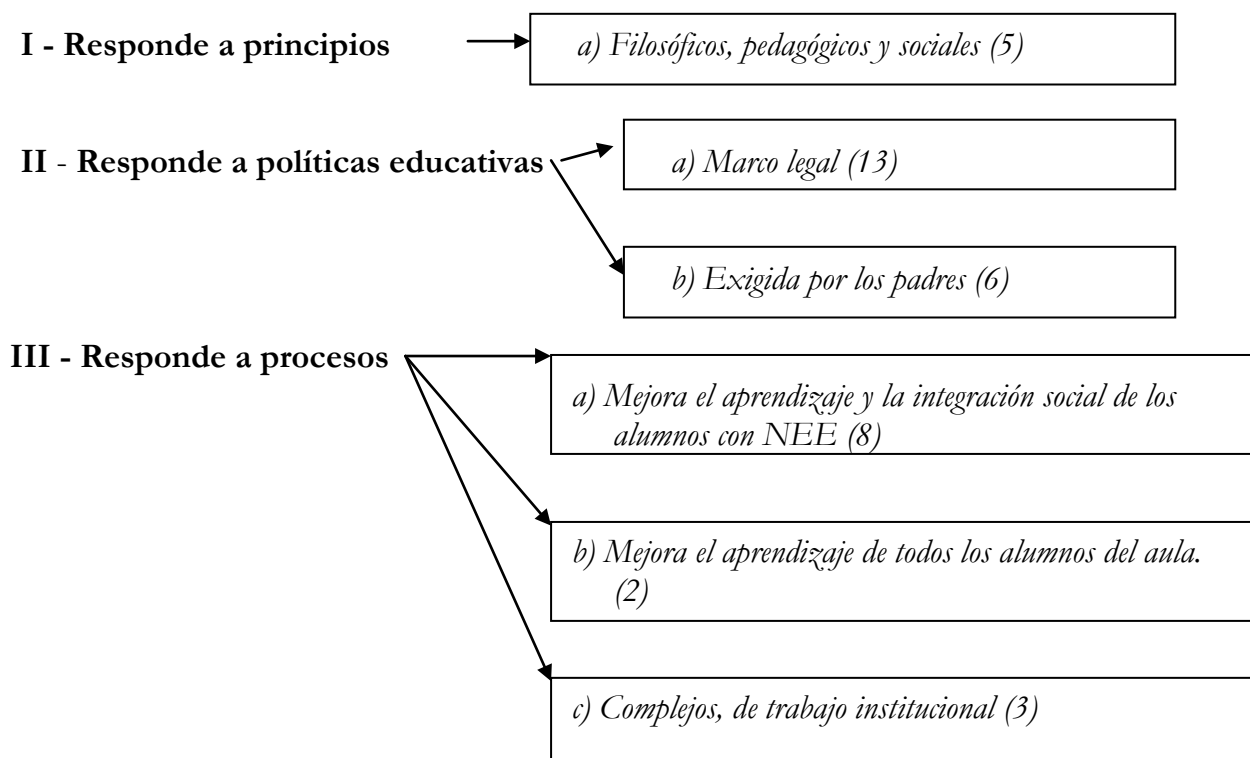 I - Responde a principios
a) Filosóficos, pedagógicos y sociales (5)
II - Responde a políticas educativas
a) Marco legal (13)
b) Exigida por los padres (6)
III - Responde a procesos
a) Mejora el aprendizaje y la integración social de los
alumnos con NEE (8)
b) Mejora el aprendizaje de todos los alumnos del aula.
(2)
c) Complejos, de trabajo institucional (3)